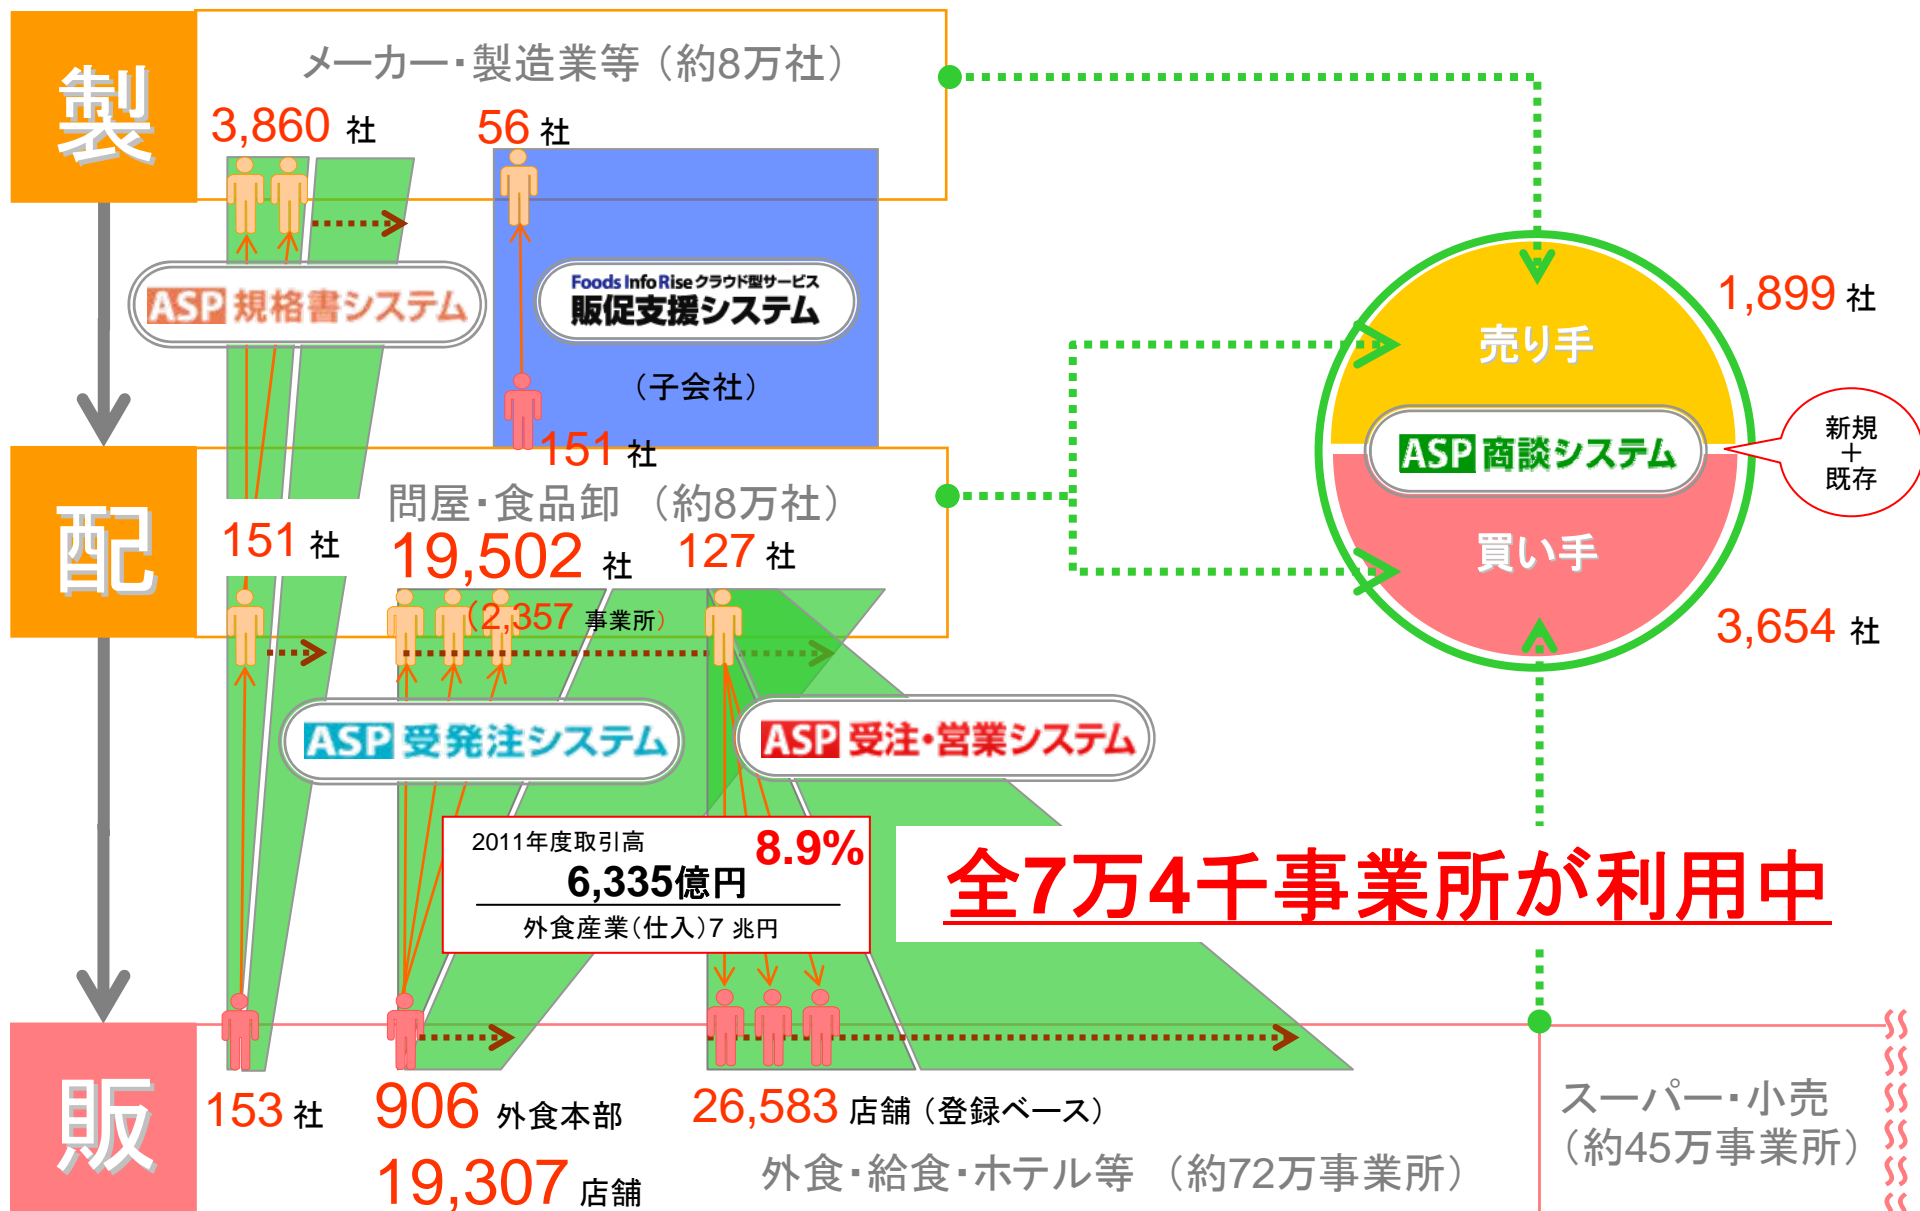 製
メーカー・製造業等（約8万社）
3,860 社
56 社
ASP 規格書システム
Foods Info Rise クラウド型サービス
販促支援システム
（子会社）
151 社
売り手
1,899 社
ASP 商談システム
新規
＋
既存
買い手
3,654 社
配
問屋・食品卸 （約8万社）
151 社
19,502 社
（2,357 事業所）
127 社
ASP 受発注システム
ASP 受注・営業システム
2011年度取引高
8.9%
6,335億円
外食産業（仕入）7 兆円
全7万4千事業所が利用中
販
153 社
906 外食本部
19,307 店舗
26,583 店舗（登録ベース）
外食・給食・ホテル等 （約72万事業所）
スーパー・小売
（約45万事業所）